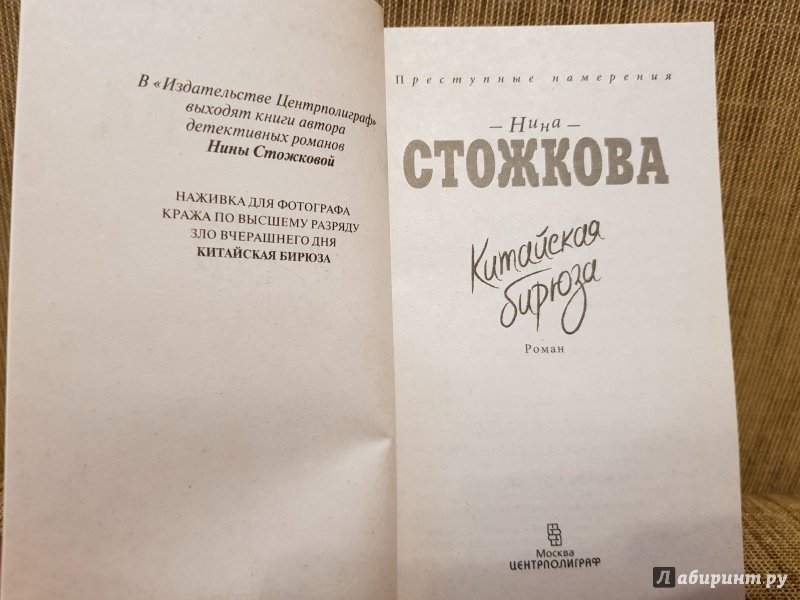 В «Издательстве Центрполиграф»
выходят книги автора
детективных романов
Нины Стожковой
НАЖИВКА ДЛЯ ФОТОГРАФА
КРАЖА ПО ВЫСШЕМУ РАЗРЯДУ
ЗЛО ВЧЕРАШНЕГО ДНЯ
КИТАЙСКАЯ БИРЮЗА
Преступные намерения
– Нина –
СТОЖКОВА
Китайская
бирюза
Роман
Москва
ЦЕНТРПОЛИГРАФ
Лабиринт.ру